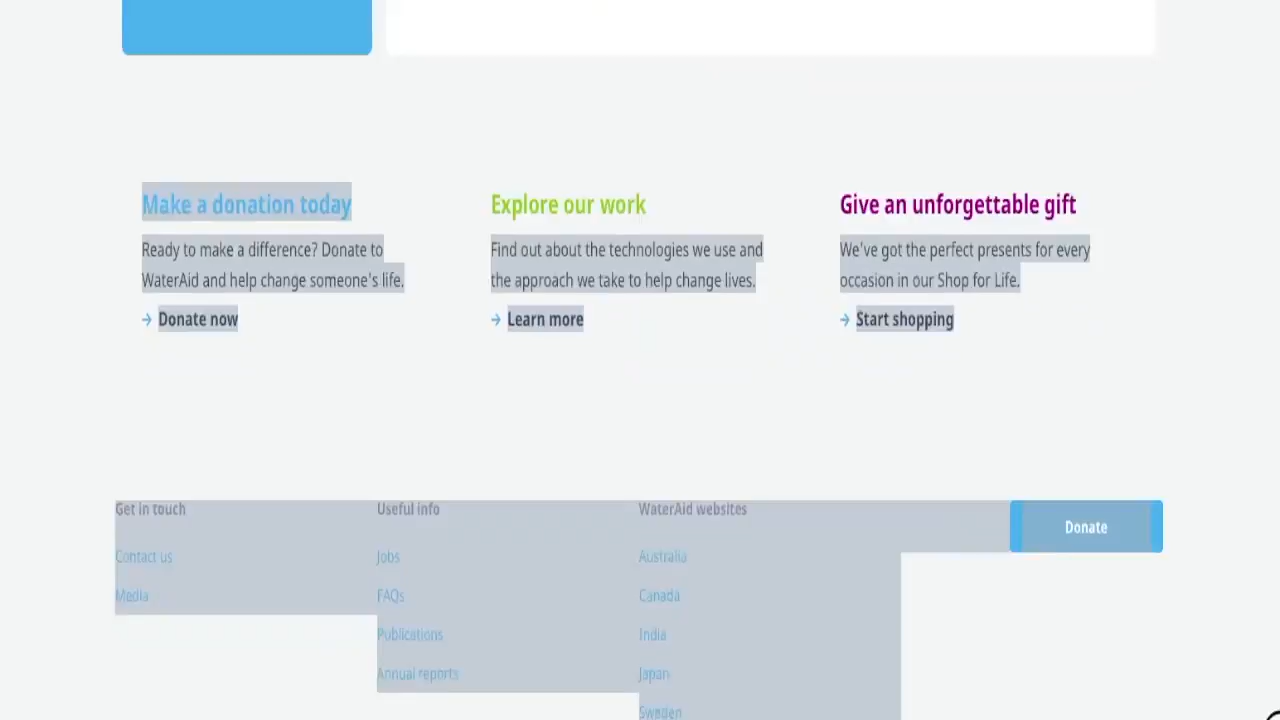 Make a donation today
Ready to make a difference? Donate to
WaterAid and help change someone's life.
→ Donate now
Explore our work
Find out about the technologies we use and
the approach we take to help change lives.
→ Learn more
Give an unforgettable gift
We've got the perfect presents for every
occasion in our Shop for Life.
→ Start shopping
Get in touch
Contact us
Media
Useful info
Jobs
FAQs
Publications
Annual reports
WaterAid websites
Australia
Canada
India
Japan
Sweden
Donate